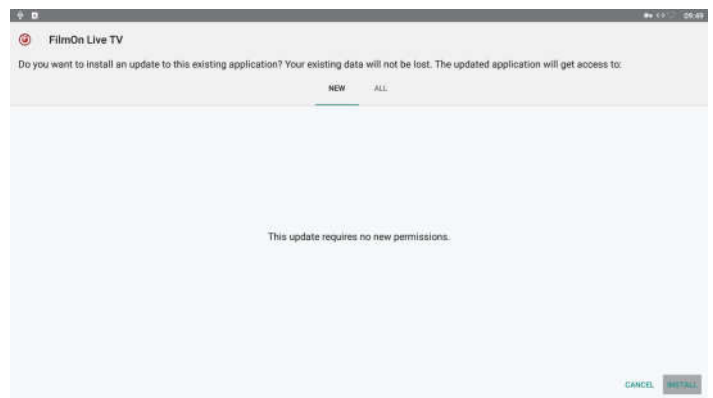 09:49
FilmOn Live TV
Do you want to install an update to this existing application? Your existing data will not be lost. The updated application will get access to:
NEW ALL
This update requires no new permissions.
CANCEL INSTALL